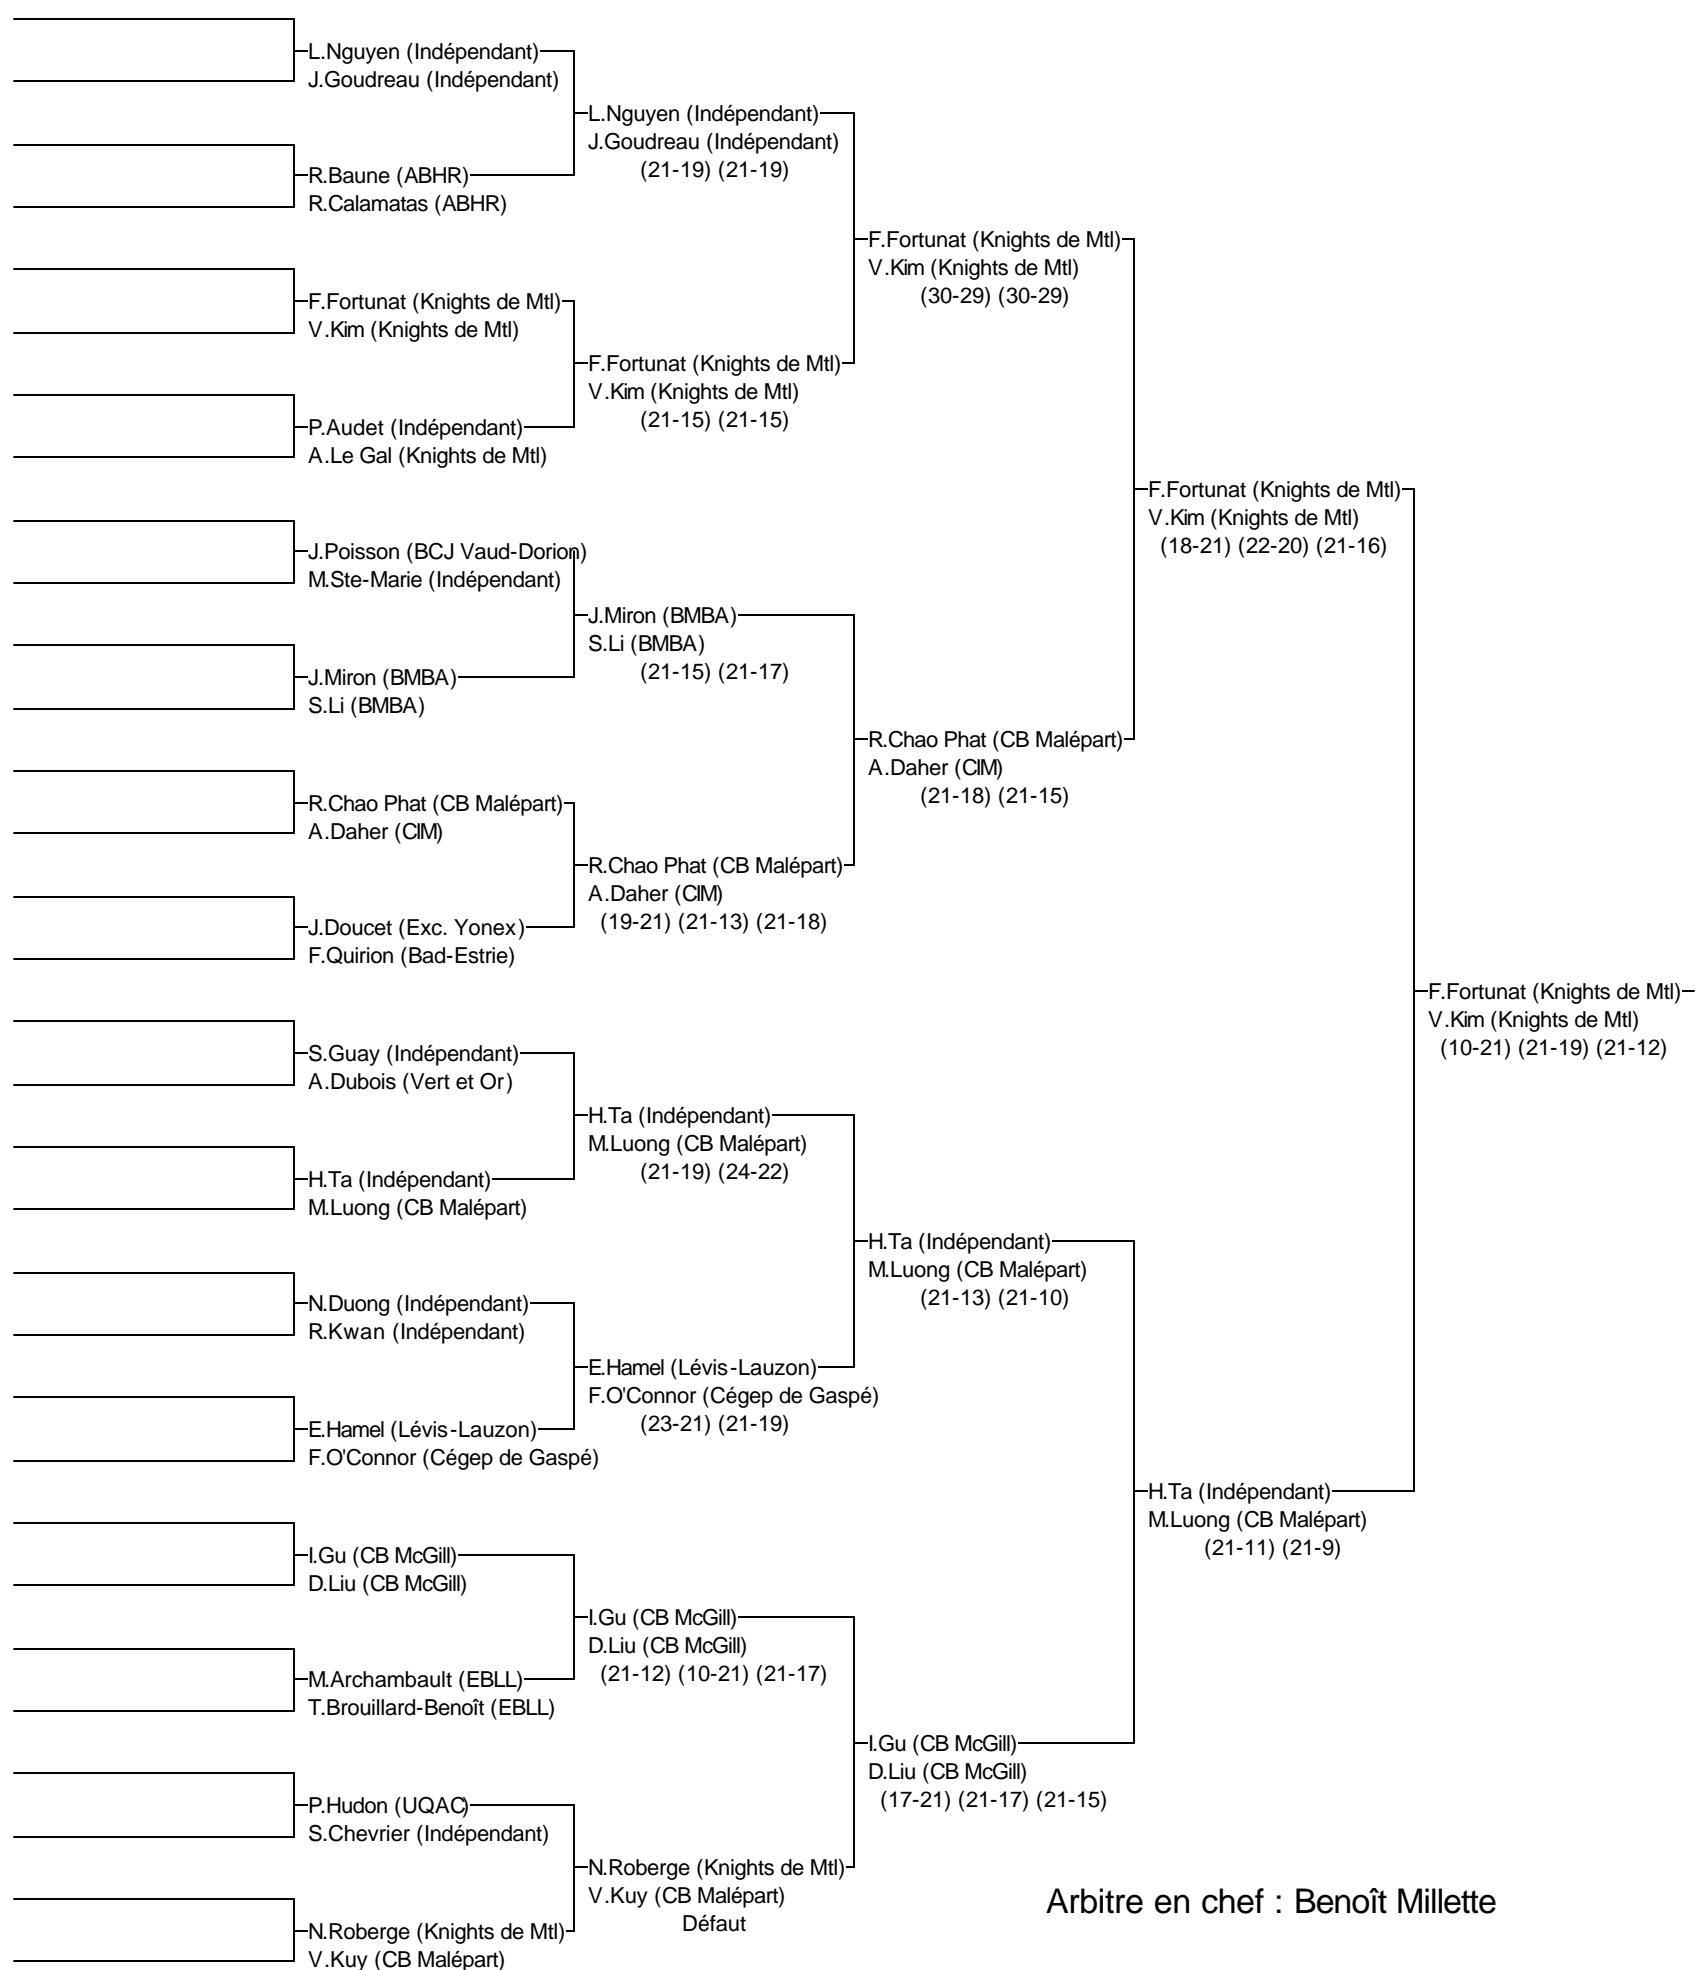 L.Nguyen (Indépendant)
J.Goudreau (Indépendant)
R.Baune (ABHR)
R.Calamatas (ABHR)
F.Fortunat (Knights de Mtl)
V.Kim (Knights de Mtl)
P.Audet (Indépendant)
A.Le Gal (Knights de Mtl)
J.Poisson (BCJ Vaud-Dorion)
M.Ste-Marie (Indépendant)
J.Miron (BMBA)
S.Li (BMBA)
R.Chao Phat (CB Malépart)
A.Daher (CIM)
J.Doucet (Exc. Yonex)
F.Quirion (Bad-Estrie)
S.Guay (Indépendant)
A.Dubois (Vert et Or)
H.Ta (Indépendant)
M.Luong (CB Malépart)
N.Duong (Indépendant)
R.Kwan (Indépendant)
E.Hamel (Lévis-Lauzon)
F.O'Connor (Cégep de Gaspé)
I.Gu (CB McGill)
D.Liu (CB McGill)
M.Archambault (EBLL)
T.Brouillard-Benoît (EBLL)
P.Hudon (UQAC)
S.Chevrier (Indépendant)
N.Roberge (Knights de Mtl)
V.Kuy (CB Malépart)
L.Nguyen (Indépendant)
J.Goudreau (Indépendant)
(21-19) (21-19)
F.Fortunat (Knights de Mtl)
V.Kim (Knights de Mtl)
(21-15) (21-15)
J.Miron (BMBA)
S.Li (BMBA)
(21-15) (21-17)
R.Chao Phat (CB Malépart)
A.Daher (CIM)
(19-21) (21-13) (21-18)
H.Ta (Indépendant)
M.Luong (CB Malépart)
(21-19) (24-22)
E.Hamel (Lévis-Lauzon)
F.O'Connor (Cégep de Gaspé)
(23-21) (21-19)
I.Gu (CB McGill)
D.Liu (CB McGill)
(21-12) (10-21) (21-17)
N.Roberge (Knights de Mtl)
V.Kuy (CB Malépart)
Défaut
F.Fortunat (Knights de Mtl)
V.Kim (Knights de Mtl)
(30-29) (30-29)
R.Chao Phat (CB Malépart)
A.Daher (CIM)
(21-18) (21-15)
H.Ta (Indépendant)
M.Luong (CB Malépart)
(21-13) (21-10)
I.Gu (CB McGill)
D.Liu (CB McGill)
(17-21) (21-17) (21-15)
F.Fortunat (Knights de Mtl)
V.Kim (Knights de Mtl)
(18-21) (22-20) (21-16)
H.Ta (Indépendant)
M.Luong (CB Malépart)
(21-11) (21-9)
F.Fortunat (Knights de Mtl)
V.Kim (Knights de Mtl)
(10-21) (21-19) (21-12)
Arbitre en chef : Benoît Millette